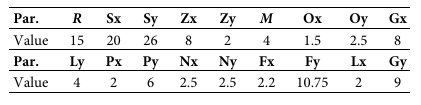 Par. R Sx Sy Zx Zy M Ox Oy Gx
Value 15 20 26 8 2 4 1.5 2.5 8
Par. Ly Px Py Nx Ny Fx Fy Lx Gy
Value 4 2 6 2.5 2.5 2.2 10.75 2 9